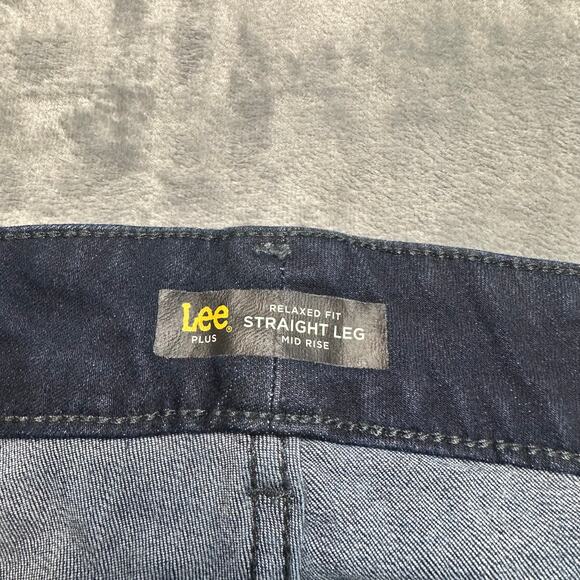 Lee®
PLUS
RELAXED FIT
STRAIGHT LEG
MID RISE